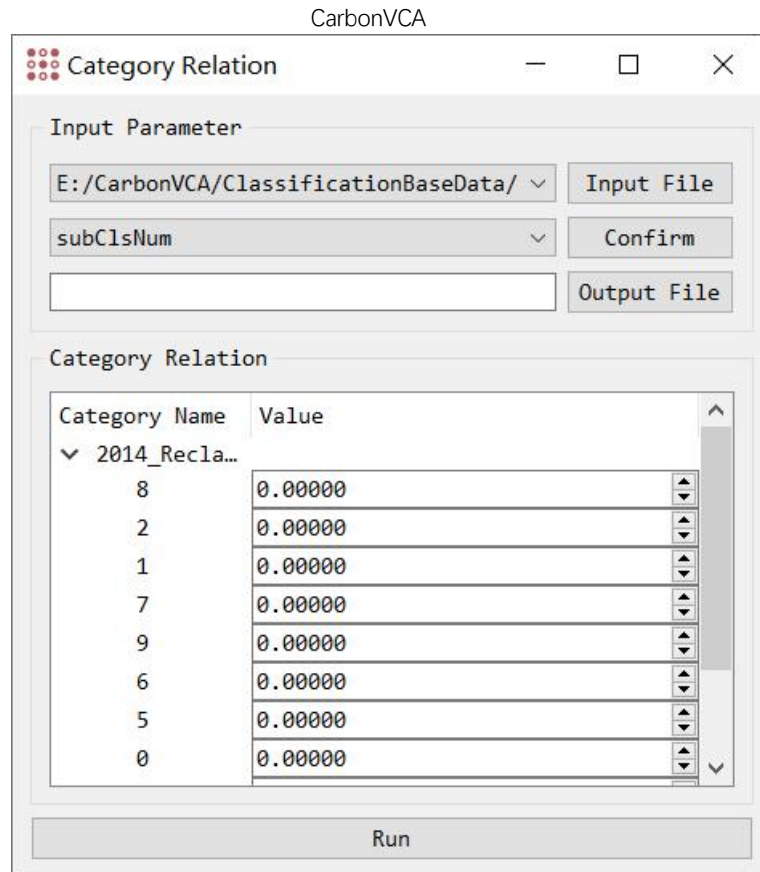 CarbonVCA
Category Relation
Input Parameter
E:/CarbonVCA/ClassificationBaseData/ Input File
subClsNum Confirm
Output File
Category Relation
Category Name Value
2014_Recla…
8 0.00000
2 0.00000
1 0.00000
7 0.00000
9 0.00000
6 0.00000
5 0.00000
0 0.00000
Run